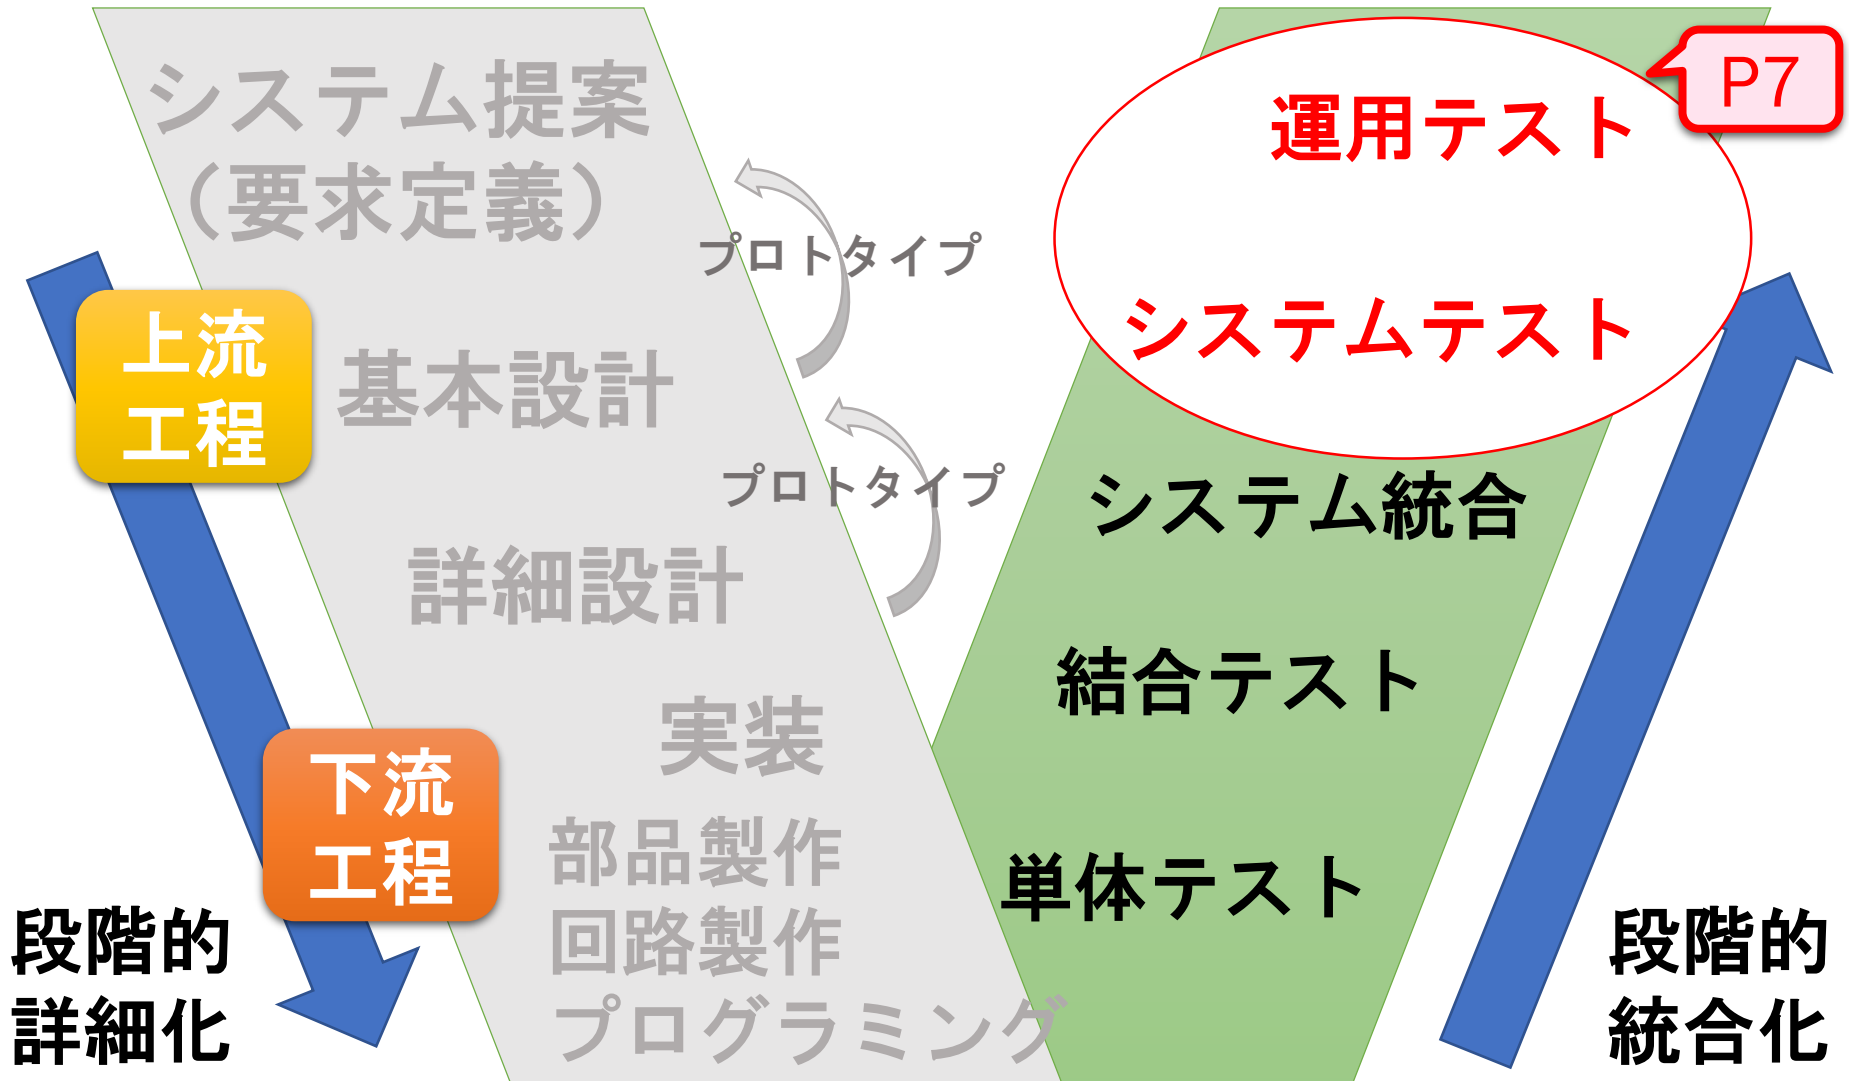 システム提案
（要求定義）
プロトタイプ
上流
工程
基本設計
プロトタイプ
詳細設計
実装
下流
工程
部品製作
回路製作
プログラミング
段階的
詳細化
P7
運用テスト
システムテスト
システム統合
結合テスト
単体テスト
段階的
統合化